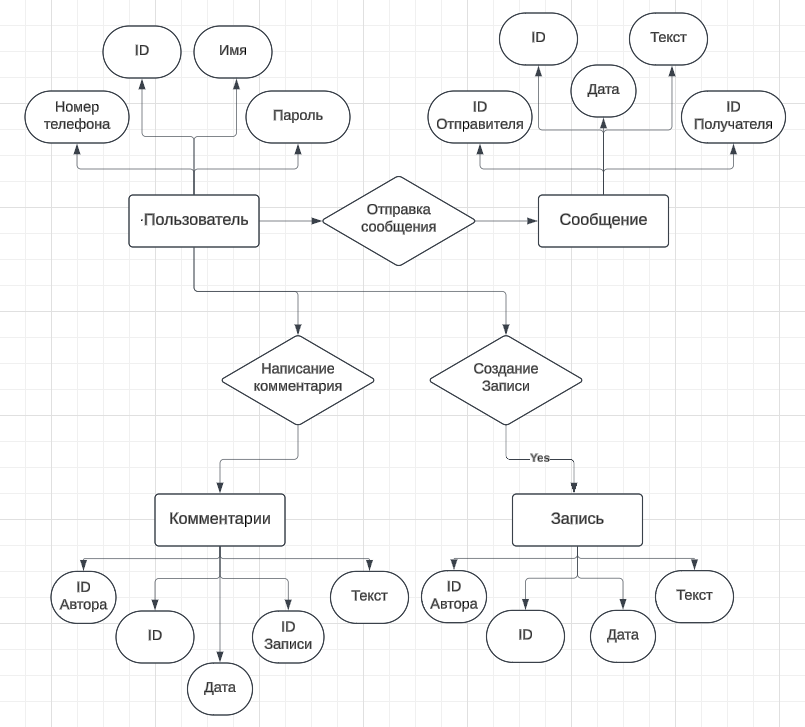 ID
Имя
ID
Текст
Номер
телефона
Пароль
Дата
ID
Отправителя
ID
Получателя
·Пользователь
Отправка
сообщения
Сообщение
Написание
комментария
Создание
Записи
Yes
Комментарии
Запись
ID
Автора
ID
ID
Записи
Текст
Дата
ID
Автора
ID
Дата
Текст